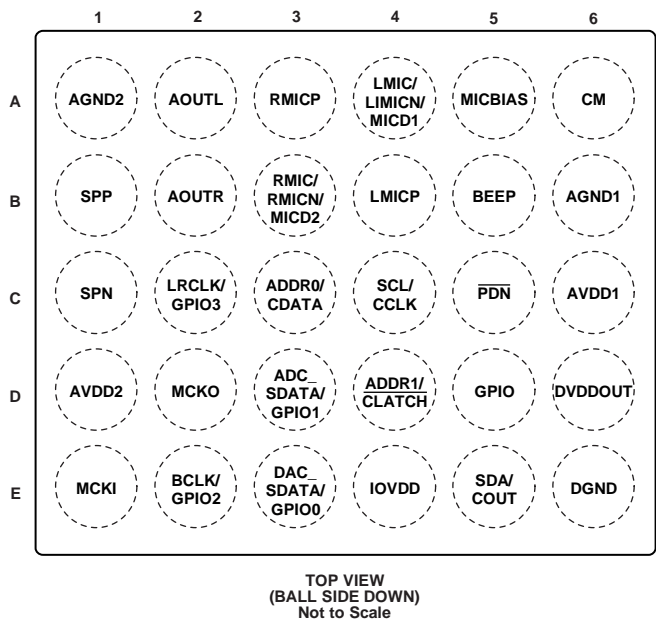 1 2 3 4 5 6
A AGND2 AOUTL RMICP LMIC/ LIMICN/ MICD1 MICBIAS CM
B SPP AOUTR RMIC/ RMICN/ MICD2 LMICP BEEP AGND1
C SPN LRCLK/ GPIO3 ADDR0/ CDATA SCL/ CCLK PDN AVDD1
D AVDD2 MCKO ADC_ SDATA/ GPIO1 ADDR1/ CLATCH GPIO DVDDOUT
E MCKI BCLK/ GPIO2 DAC_ SDATA/ GPIO0 IOVDD SDA/ COUT DGND
TOP VIEW
(BALL SIDE DOWN)
Not to Scale